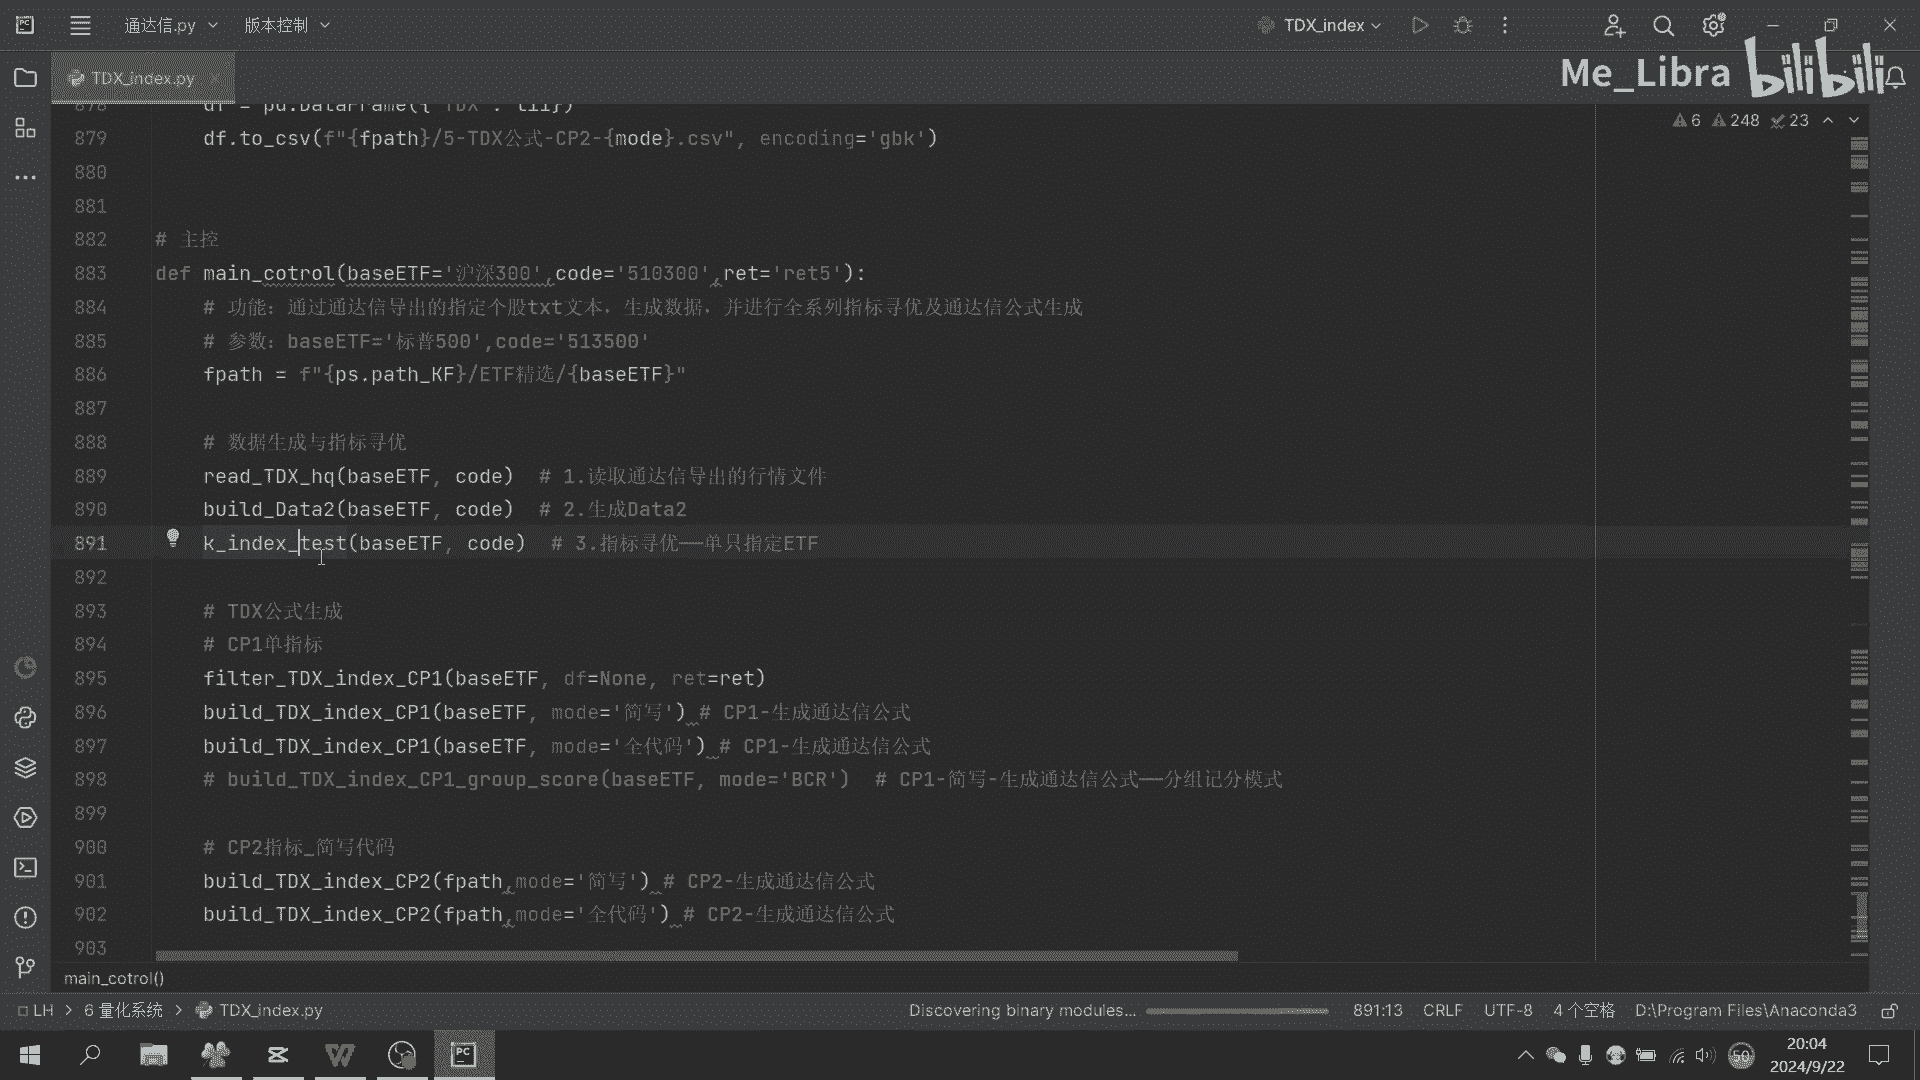 通达信.py
版本控制
TDX_index
TDX_index.py
Me_Libra bilibili
6 248 23
878 df = pd.DataFrame({'TDX': tii})
879 df.to_csv(f"{fpath}/5-TDX公式-CP2-{mode}.csv", encoding='gbk')
880
881
882 # 主控
883 def main_cotrol(baseETF='沪深300',code='510300',ret='ret5'):
884 # 功能：通过通达信导出的指定个股txt文本，生成数据，并进行全系列指标寻优及通达信公式生成
885 # 参数：baseETF='标普500',code='513500'
886 fpath = f"{ps.path_KF}/ETF精选/{baseETF}"
887
888 # 数据生成与指标寻优
889 read_TDX_hq(baseETF, code)  # 1.读取通达信导出的行情文件
890 build_Data2(baseETF, code)  # 2.生成Data2
891 k_index_test(baseETF, code)  # 3.指标寻优——单只指定ETF
892
893 # TDX公式生成
894 # CP1单指标
895 filter_TDX_index_CP1(baseETF, df=None, ret=ret)
896 build_TDX_index_CP1(baseETF, mode='简写') # CP1-生成通达信公式
897 build_TDX_index_CP1(baseETF, mode='全代码') # CP1-生成通达信公式
898 # build_TDX_index_CP1_group_score(baseETF, mode='BCR')  # CP1-简写-生成通达信公式——分组记分模式
899
900 # CP2指标_简写代码
901 build_TDX_index_CP2(fpath,mode='简写') # CP2-生成通达信公式
902 build_TDX_index_CP2(fpath,mode='全代码') # CP2-生成通达信公式
903
main_cotrol()
LH > 6 量化系统 > TDX_index.py
Discovering binary modules...
891:13 CRLF UTF-8 4 个空格 D:\Program Files\Anaconda3
50
20:04
2024/9/22